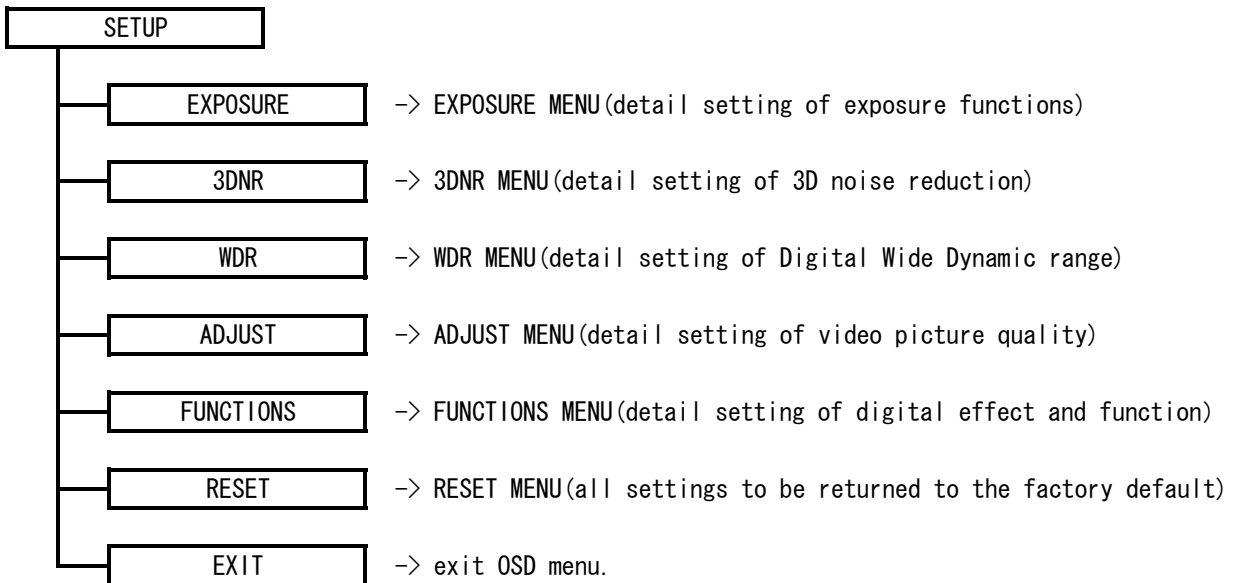 SETUP
EXPOSURE -> EXPOSURE MENU(detail setting of exposure functions)
3DNR -> 3DNR MENU(detail setting of 3D noise reduction)
WDR -> WDR MENU(detail setting of Digital Wide Dynamic range)
ADJUST -> ADJUST MENU(detail setting of video picture quality)
FUNCTIONS -> FUNCTIONS MENU(detail setting of digital effect and function)
RESET -> RESET MENU(all settings to be returned to the factory default)
EXIT -> exit OSD menu.